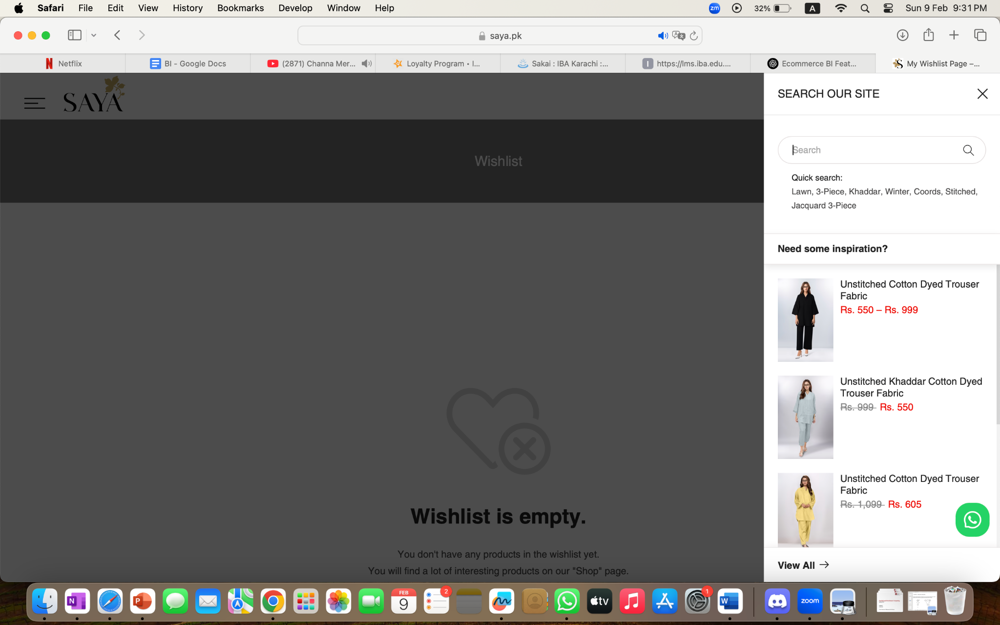 Safari File Edit View History Bookmarks Develop Window Help zm 32% A Sun 9 Feb 9:31 PM
saya.pk
Netflix
BI - Google Docs
(2871) Channa Mer...
Loyalty Program • I...
Sakai : IBA Karachi :...
I https://lms.iba.edu....
Ecommerce BI Feat...
S My Wishlist Page –...
SAYA
Wishlist
Wishlist is empty.
You don't have any products in the wishlist yet.
You will find a lot of interesting products on our "Shop" page.
SEARCH OUR SITE
Search
Quick search:
Lawn, 3-Piece, Khaddar, Winter, Coords, Stitched,
Jacquard 3-Piece
Need some inspiration?
Unstitched Cotton Dyed Trouser
Fabric
Rs. 550 – Rs. 999
Unstitched Khaddar Cotton Dyed
Trouser Fabric
Rs. 999 Rs. 550
Unstitched Cotton Dyed Trouser
Fabric
Rs. 1,099 Rs. 605
View All
N P FEB 9 2 tv 1 W zoom